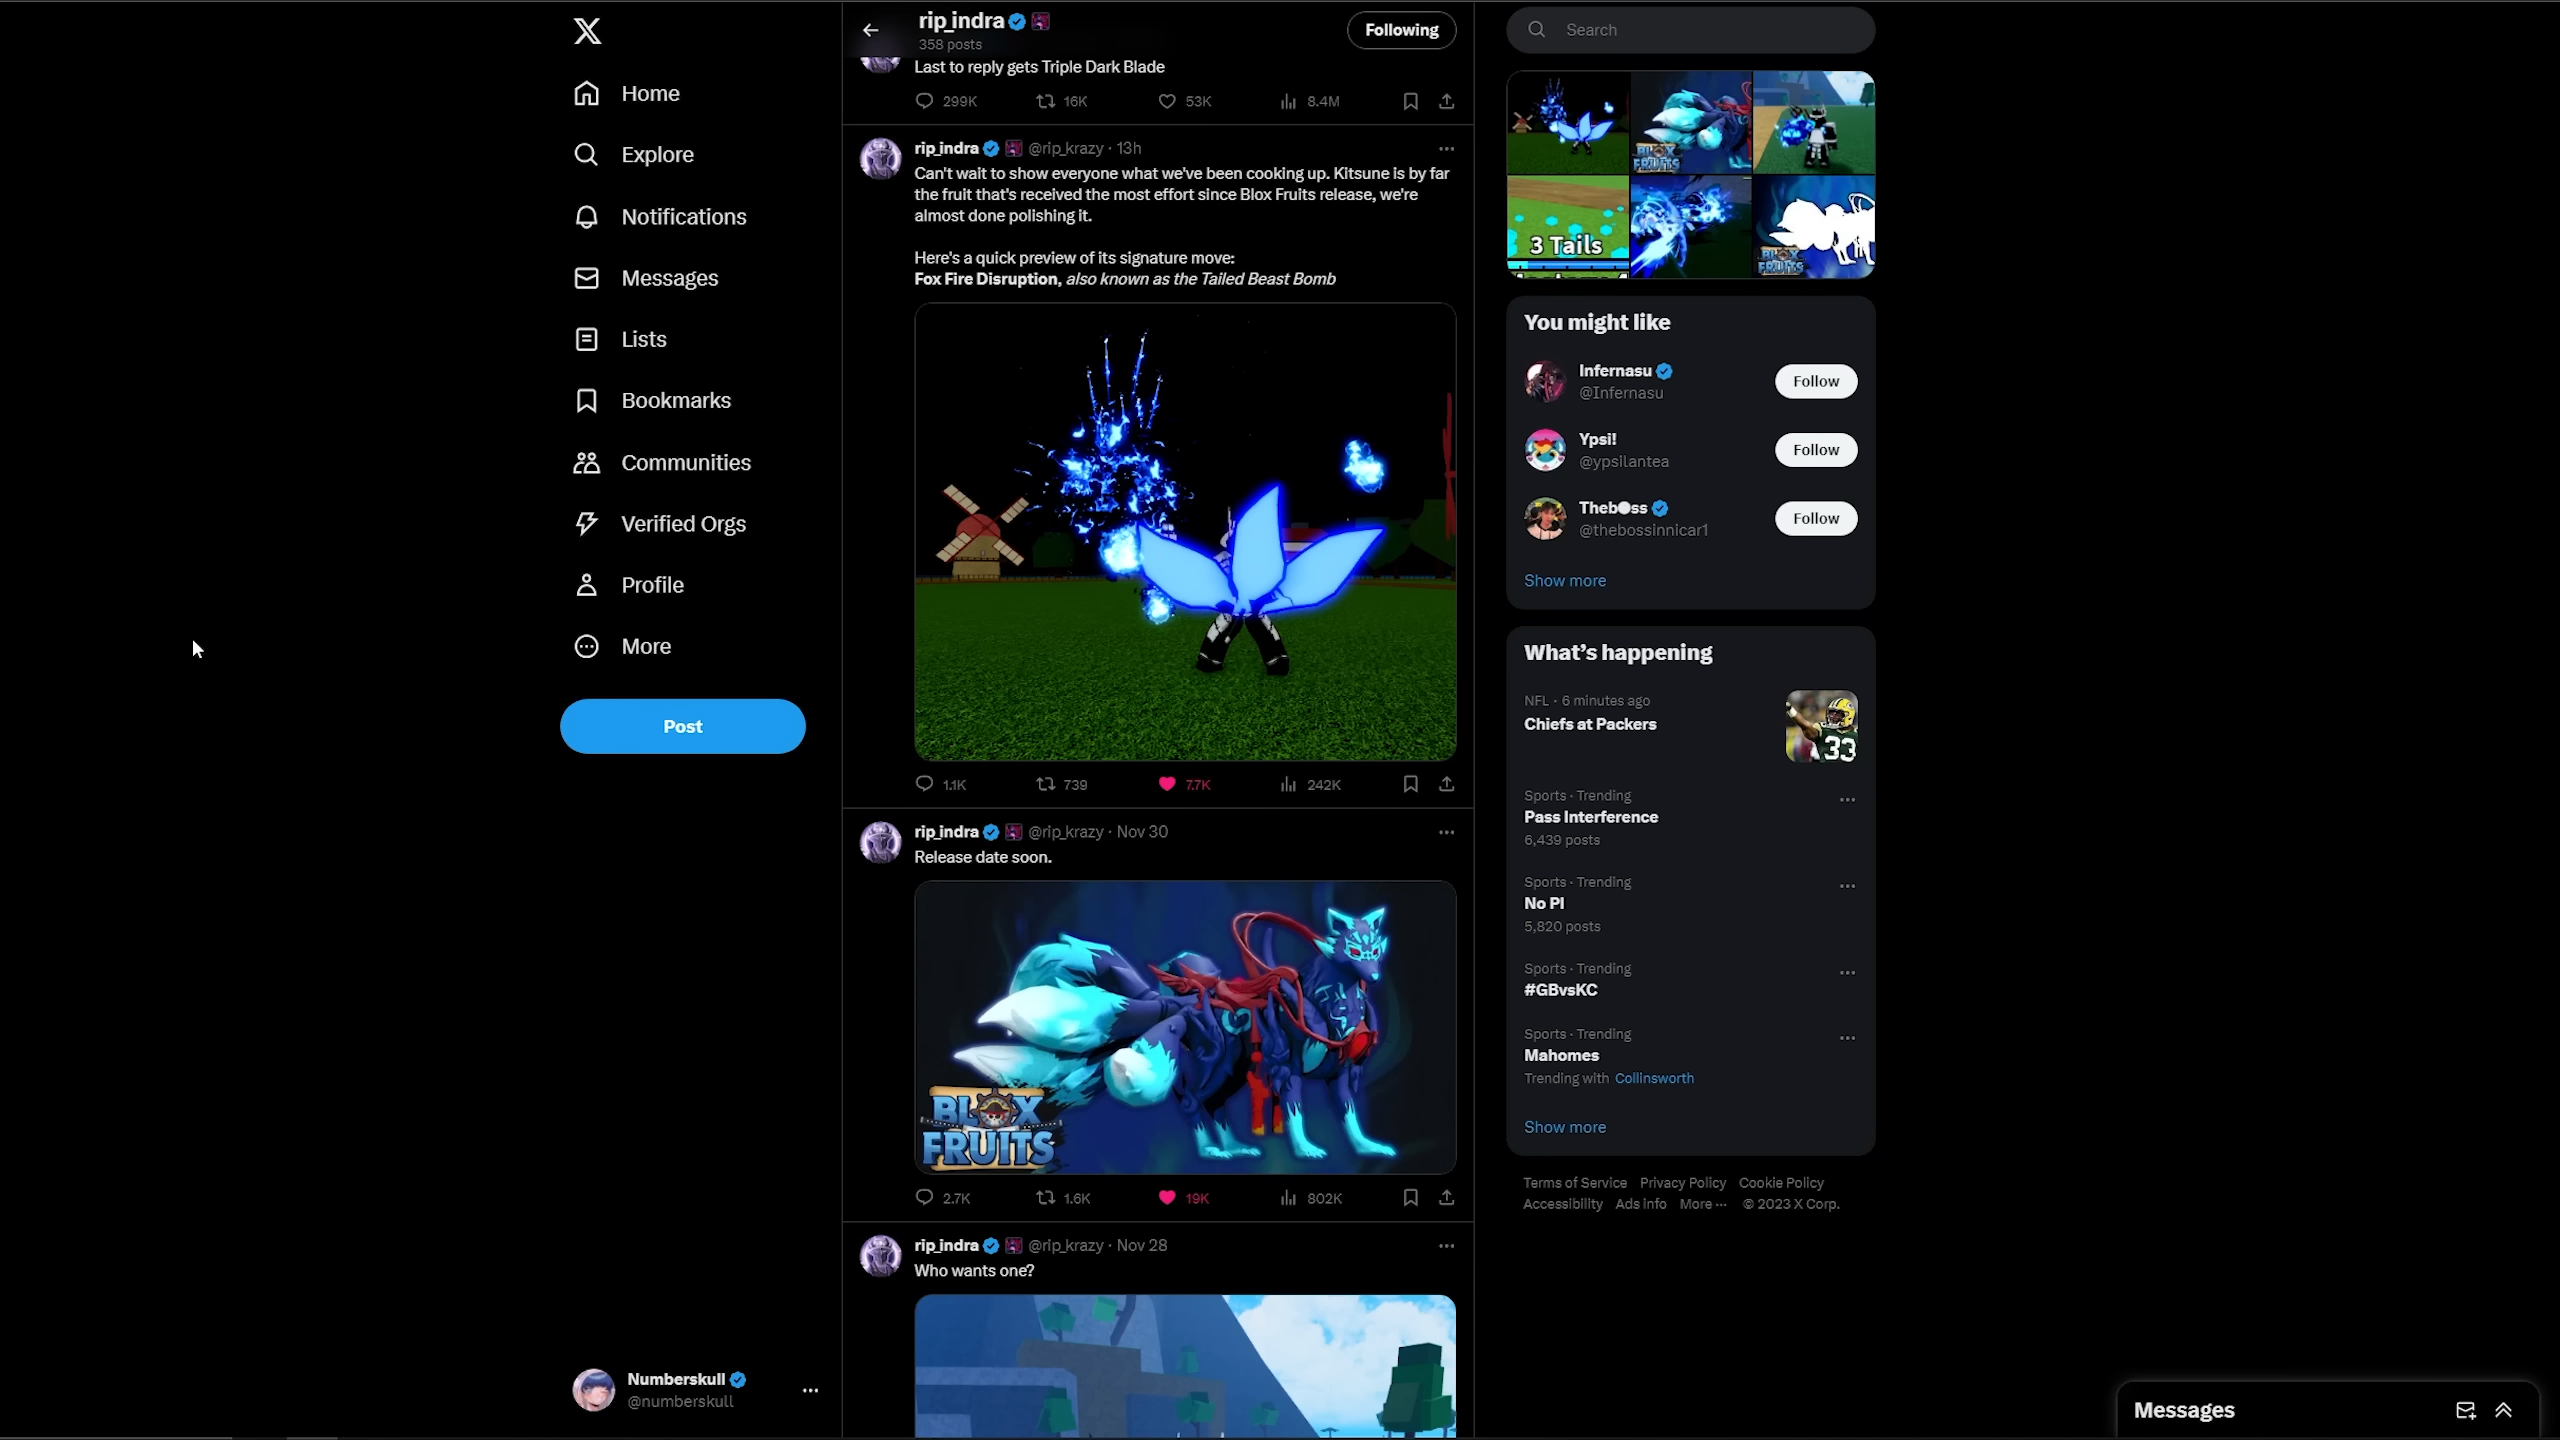 Home
Explore
Notifications
Messages
Lists
Bookmarks
Communities
Verified Orgs
Profile
More
Post
Numberskull
@numberskull
rip_indra
358 posts
Following
Last to reply gets Triple Dark Blade
299K 16K 53K 8.4M
rip_indra @rip_krazy · 13h
Can't wait to show everyone what we've been cooking up. Kitsune is by far
the fruit that's received the most effort since Blox Fruits release, we're
almost done polishing it.
Here's a quick preview of its signature move:
Fox Fire Disruption, also known as the Tailed Beast Bomb
1.1K 739 7.7K 242K
rip_indra @rip_krazy · Nov 30
Release date soon.
BLOX
FRUITS
2.7K 1.6K 19K 802K
rip_indra @rip_krazy · Nov 28
Who wants one?
Search
BLOX
FRUITS
3 Tails
BLOX
FRUITS
You might like
Infernasu
@Infernasu
Follow
Ypsi!
@ypsilantea
Follow
Theb●ss
@thebossinnicar1
Follow
Show more
What's happening
NFL · 6 minutes ago
Chiefs at Packers
33
Sports · Trending
Pass Interference
6,439 posts
Sports · Trending
No PI
5,820 posts
Sports · Trending
#GBvsKC
Sports · Trending
Mahomes
Trending with Collinsworth
Show more
Terms of Service Privacy Policy Cookie Policy
Accessibility Ads info More ··· © 2023 X Corp.
Messages